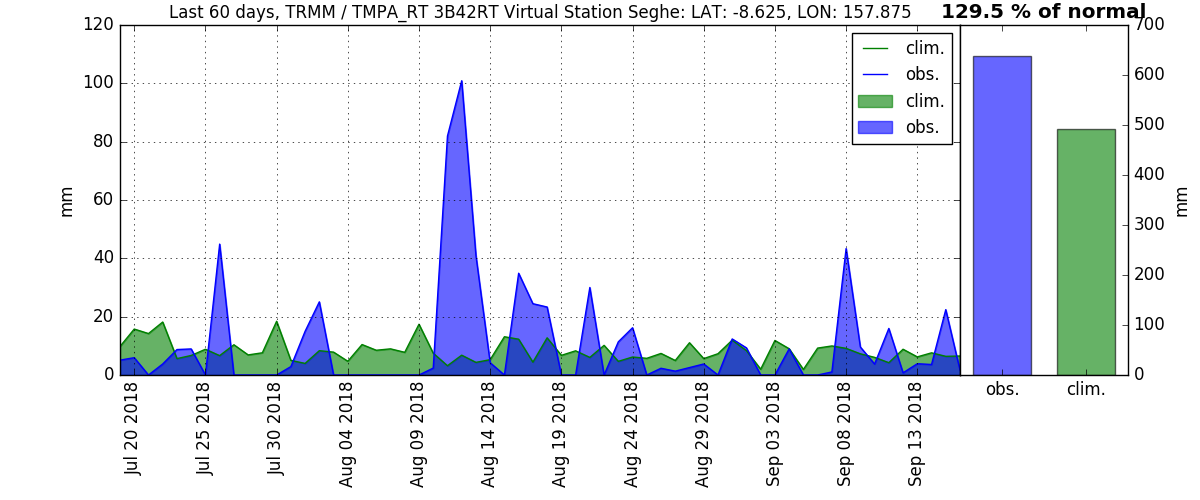 Last 60 days, TRMM / TMPA_RT 3B42RT Virtual Station Seghe: LAT: -8.625, LON: 157.875
129.5 % of normal
120
100
80
60
40
20
0
mm
clim.
obs.
clim.
obs.
700
600
500
400
300
200
100
0
mm
Jul 20 2018
Jul 25 2018
Jul 30 2018
Aug 04 2018
Aug 09 2018
Aug 14 2018
Aug 19 2018
Aug 24 2018
Aug 29 2018
Sep 03 2018
Sep 08 2018
Sep 13 2018
obs.
clim.